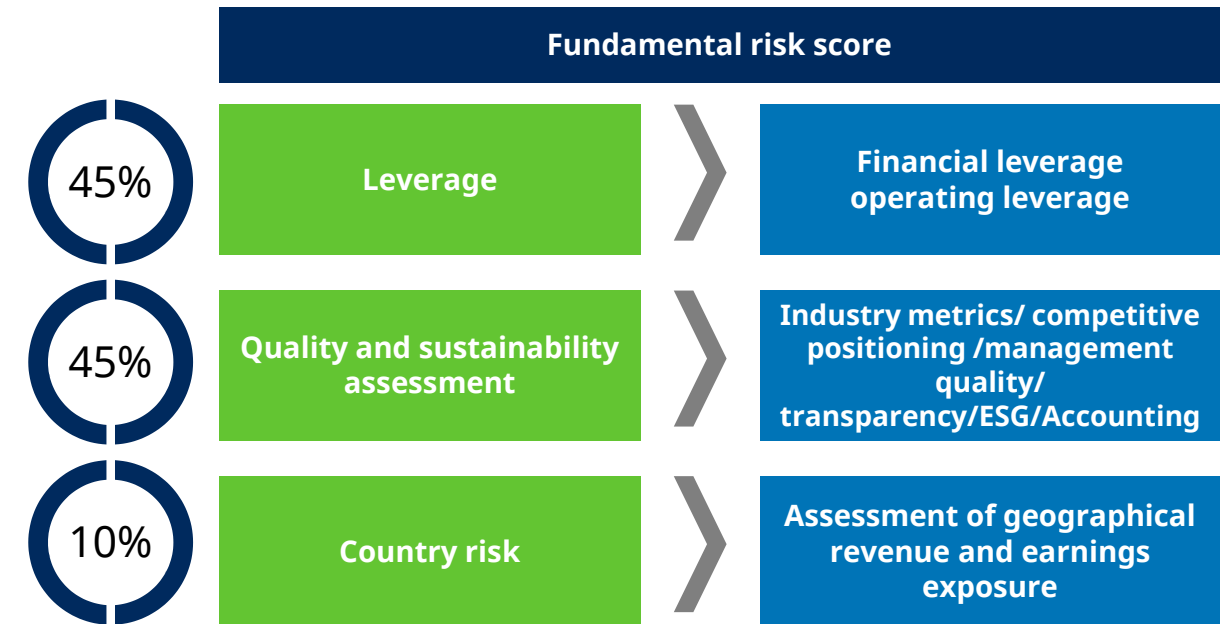 Fundamental risk score
45%
Leverage
Financial leverage
operating leverage
45%
Quality and sustainability
assessment
Industry metrics/ competitive
positioning /management
quality/
transparency/ESG/Accounting
10%
Country risk
Assessment of geographical
revenue and earnings
exposure